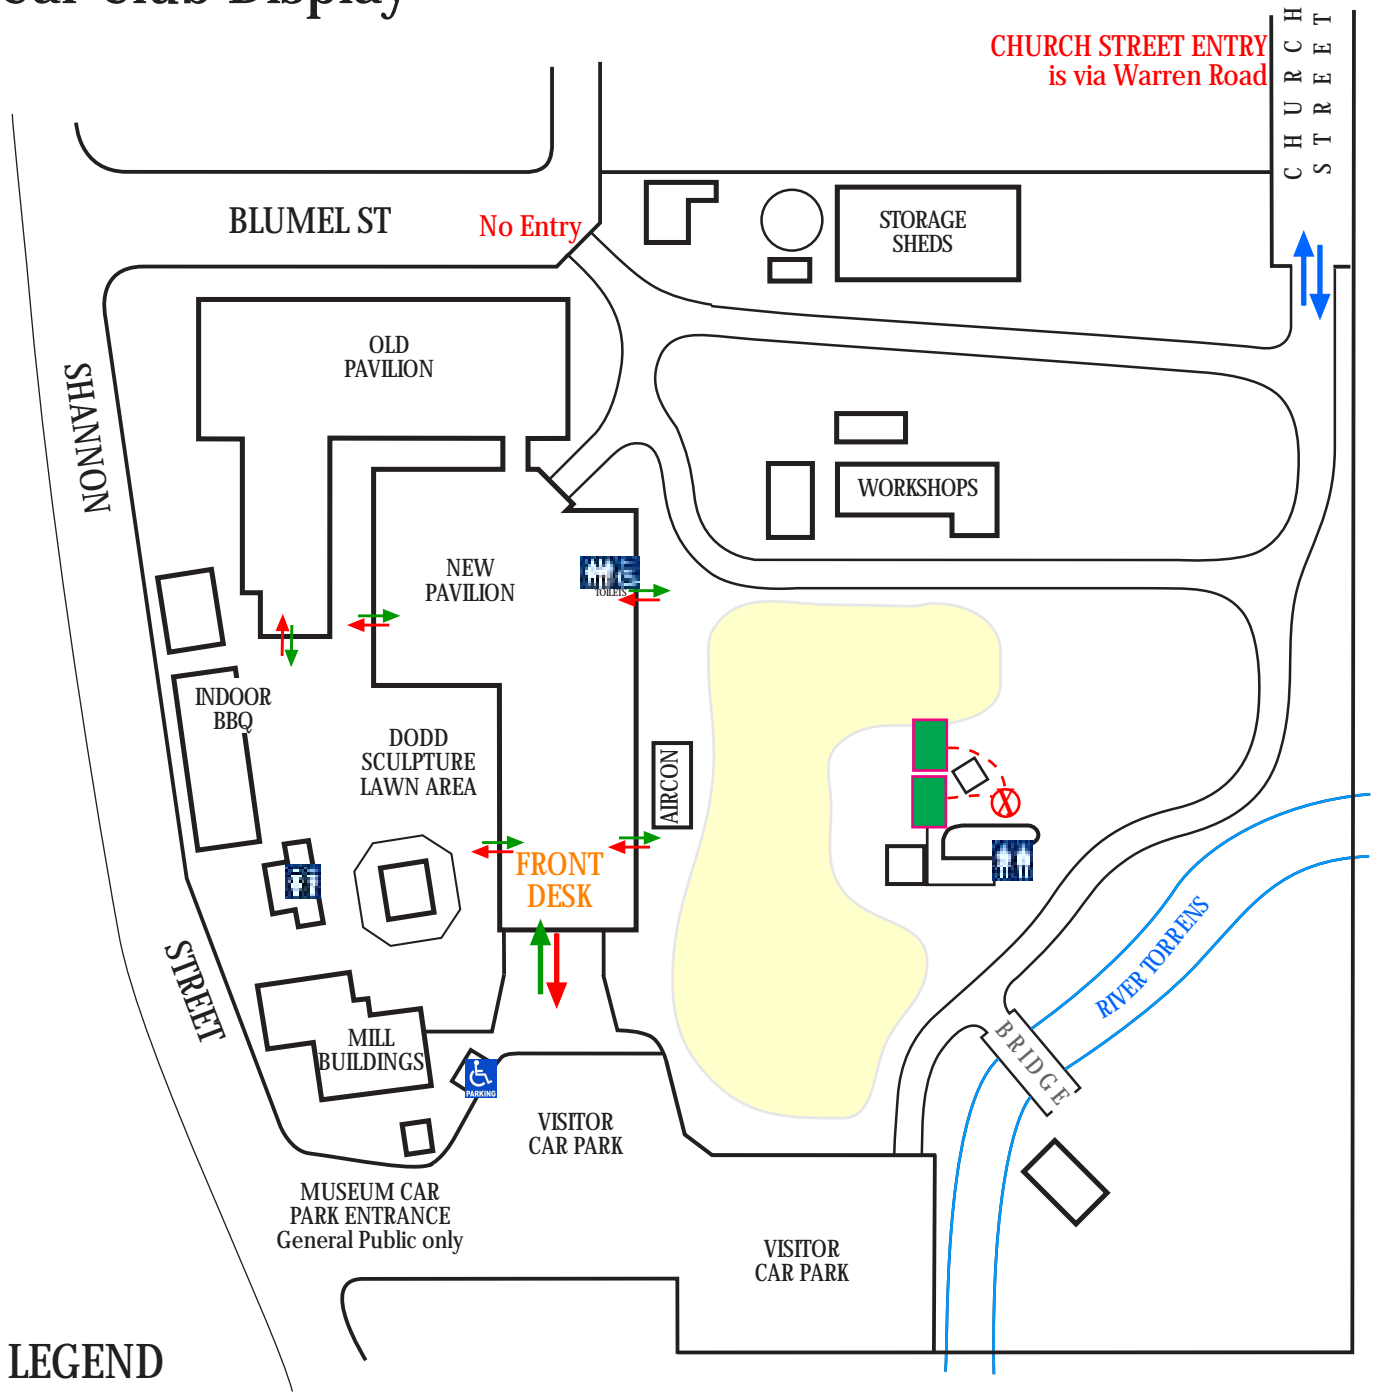 Car Club Display
CHURCH STREET ENTRY
is via Warren Road
CHURCH
STREET
BLUMEL ST
No Entry
STORAGE
SHEDS
OLD
PAVILION
SHANNON
STREET
WORKSHOPS
NEW
PAVILION
TOILETS
INDOOR
BBQ
DODD
SCULPTURE
LAWN AREA
AIRCON
X
FRONT
DESK
RIVER TORRENS
BRIDGE
MILL
BUILDINGS
PARKING
VISITOR
CAR PARK
MUSEUM CAR
PARK ENTRANCE
General Public only
VISITOR
CAR PARK
LEGEND